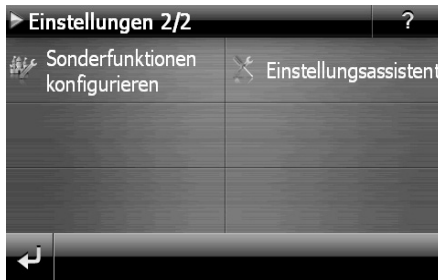 Einstellungen 2/2
?
Sonderfunktionen
konfigurieren
Einstellungsassistent